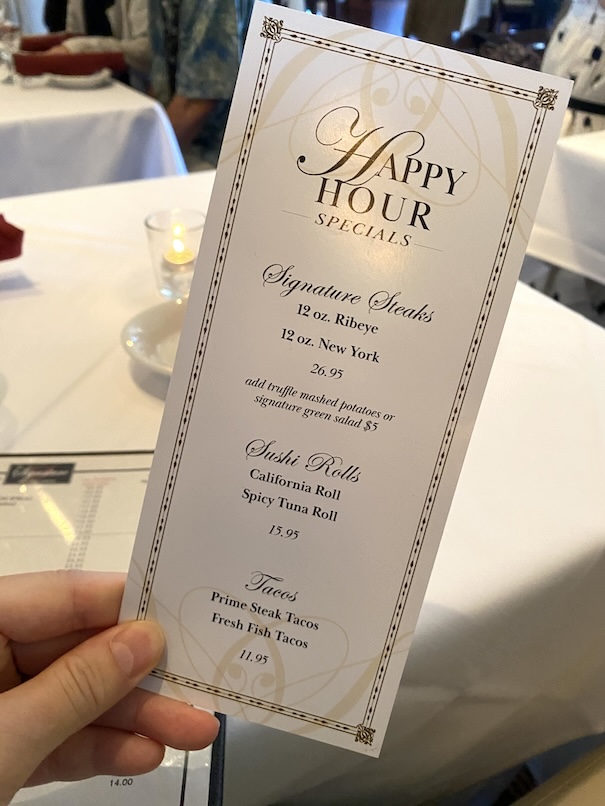 Happy
Hour
Specials
Signature Steaks
12 oz. Ribeye
12 oz. New York
26.95
add truffle mashed potatoes or
signature green salad $5
Sushi Rolls
California Roll
Spicy Tuna Roll
15.95
Tacos
Prime Steak Tacos
Fresh Fish Tacos
11.95
14.00